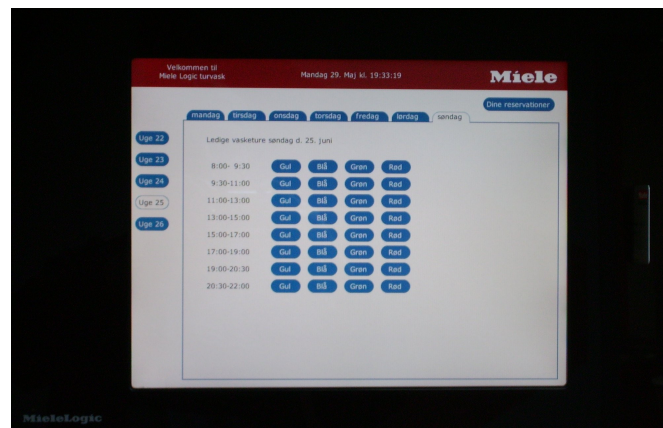 Velkommen til
Miele Logic turvask
Mandag 29. Maj kl. 19:33:19
Miele
Dine reservationer
mandag tirsdag onsdag torsdag fredag lørdag søndag
Uge 22
Uge 23
Uge 24
Uge 25
Uge 26
Ledige vasketure søndag d. 25. juni
8:00- 9:30 Gul Blå Grøn Rød
9:30-11:00 Gul Blå Grøn Rød
11:00-13:00 Gul Blå Grøn Rød
13:00-15:00 Gul Blå Grøn Rød
15:00-17:00 Gul Blå Grøn Rød
17:00-19:00 Gul Blå Grøn Rød
19:00-20:30 Gul Blå Grøn Rød
20:30-22:00 Gul Blå Grøn Rød
MieleLogic